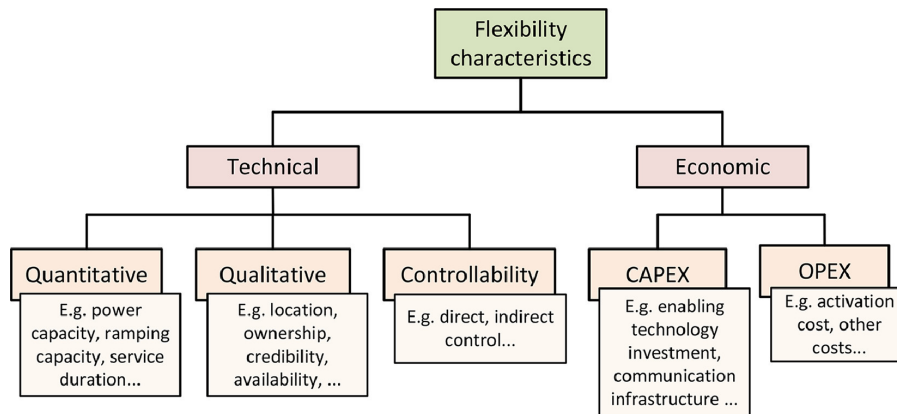 Flexibility
characteristics
Technical
Economic
Quantitative
E.g. power
capacity, ramping
capacity, service
duration...
Qualitative
E.g. location,
ownership,
credibility,
availability, ...
Controllability
E.g. direct, indirect
control...
CAPEX
E.g. enabling
technology
investment,
communication
infrastructure ...
OPEX
E.g. activation
cost, other
costs...